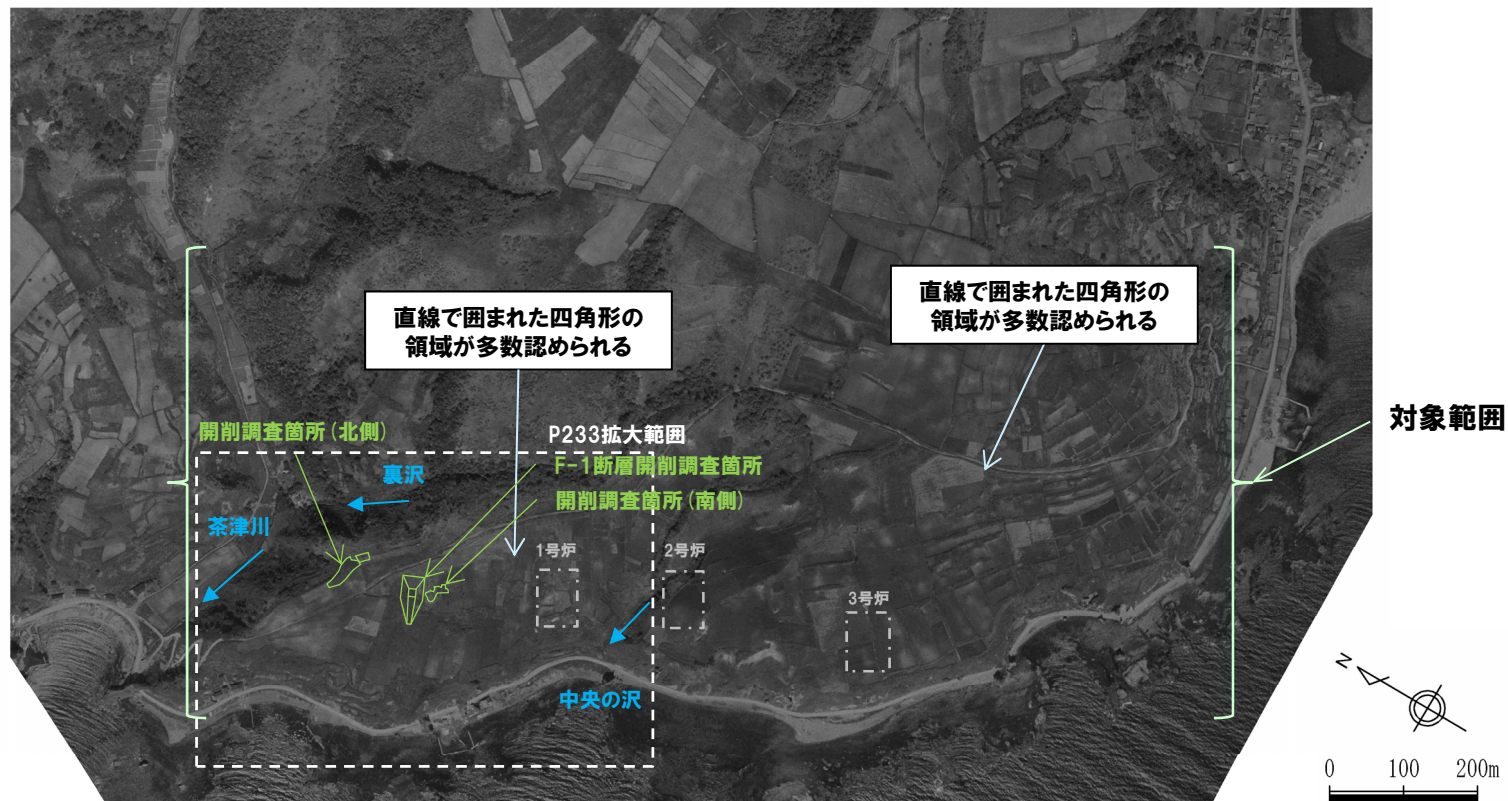 直線で囲まれた四角形の
領域が多数認められる
直線で囲まれた四角形の
領域が多数認められる
対象範囲
開削調査箇所(北側)
P233拡大範囲
F-1断層開削調査箇所
裏沢
開削調査箇所(南側)
茶津川
1号炉
2号炉
3号炉
中央の沢
N
0 100 200m